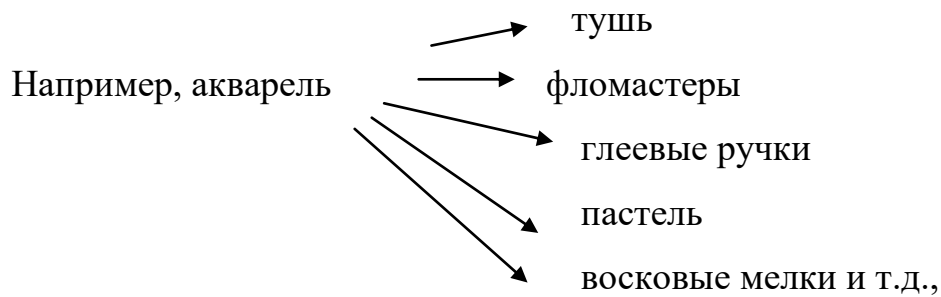 тушь
Например, акварель фломастеры
глеевые ручки
пастель
восковые мелки и т.д.,